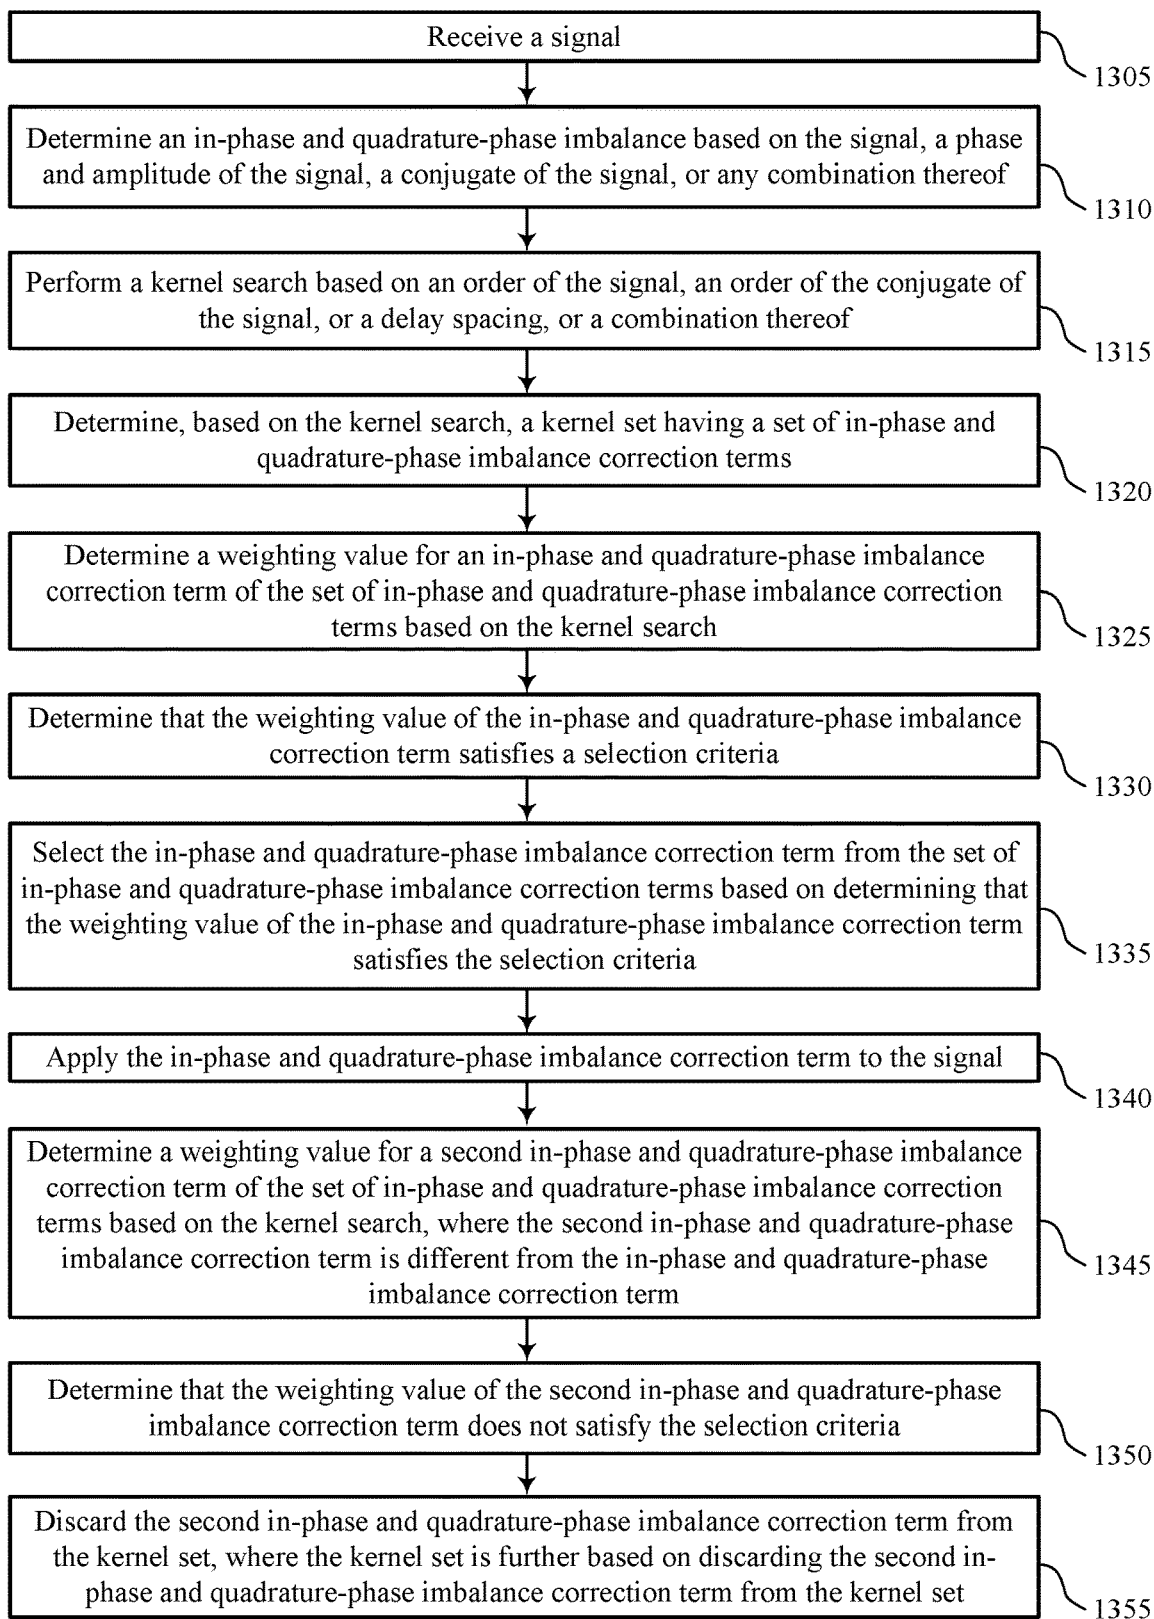 Receive a signal
1305
Determine an in-phase and quadrature-phase imbalance based on the signal, a phase
and amplitude of the signal, a conjugate of the signal, or any combination thereof
1310
Perform a kernel search based on an order of the signal, an order of the conjugate of
the signal, or a delay spacing, or a combination thereof
1315
Determine, based on the kernel search, a kernel set having a set of in-phase and
quadrature-phase imbalance correction terms
1320
Determine a weighting value for an in-phase and quadrature-phase imbalance
correction term of the set of in-phase and quadrature-phase imbalance correction
terms based on the kernel search
1325
Determine that the weighting value of the in-phase and quadrature-phase imbalance
correction term satisfies a selection criteria
1330
Select the in-phase and quadrature-phase imbalance correction term from the set of
in-phase and quadrature-phase imbalance correction terms based on determining that
the weighting value of the in-phase and quadrature-phase imbalance correction term
satisfies the selection criteria
1335
Apply the in-phase and quadrature-phase imbalance correction term to the signal
1340
Determine a weighting value for a second in-phase and quadrature-phase imbalance
correction term of the set of in-phase and quadrature-phase imbalance correction
terms based on the kernel search, where the second in-phase and quadrature-phase
imbalance correction term is different from the in-phase and quadrature-phase
imbalance correction term
1345
Determine that the weighting value of the second in-phase and quadrature-phase
imbalance correction term does not satisfy the selection criteria
1350
Discard the second in-phase and quadrature-phase imbalance correction term from
the kernel set, where the kernel set is further based on discarding the second in-
phase and quadrature-phase imbalance correction term from the kernel set
1355